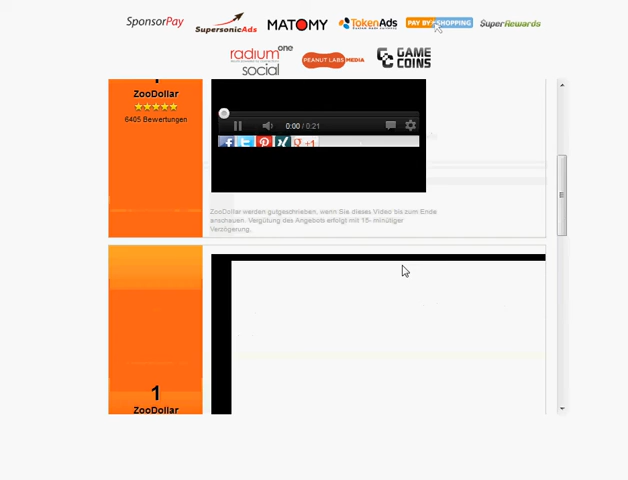 SponsorPay
SupersonicAds
MATOMY
TokenAds
PAY BY SHOPPING
SuperRewards
radiumone
social
PEANUT LABS MEDIA
GAME
COINS
ZooDollar
6405 Bewertungen
0:00 / 0:21
+1
ZooDollar werden gutgeschrieben, wenn Sie dieses Video bis zum Ende
anschauen. Vergütung des Angebots erfolgt mit 15- minütiger
Verzögerung.
1
ZooDollar